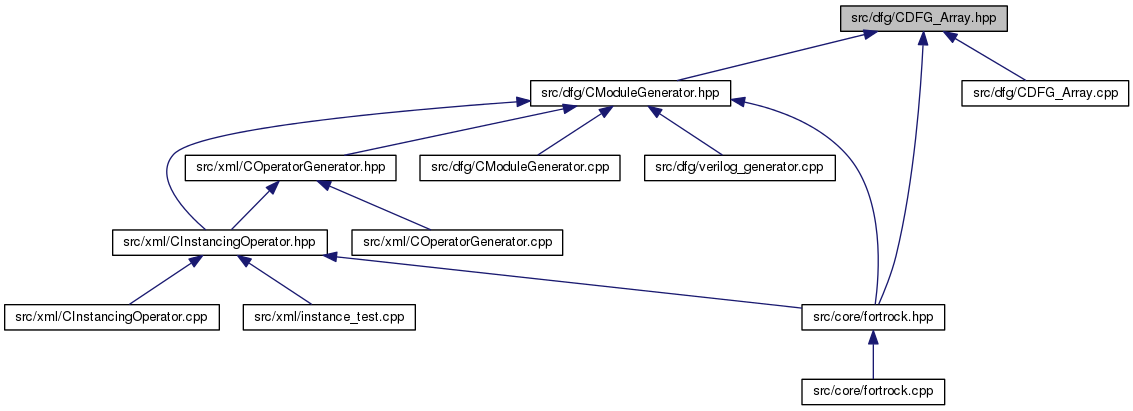 src/dfg/CDFG_Array.hpp
src/dfg/CModuleGenerator.hpp
src/dfg/CDFG_Array.cpp
src/xml/COperatorGenerator.hpp
src/dfg/CModuleGenerator.cpp
src/dfg/verilog_generator.cpp
src/xml/CInstancingOperator.hpp
src/xml/COperatorGenerator.cpp
src/xml/CInstancingOperator.cpp
src/xml/instance_test.cpp
src/core/fortrock.hpp
src/core/fortrock.cpp